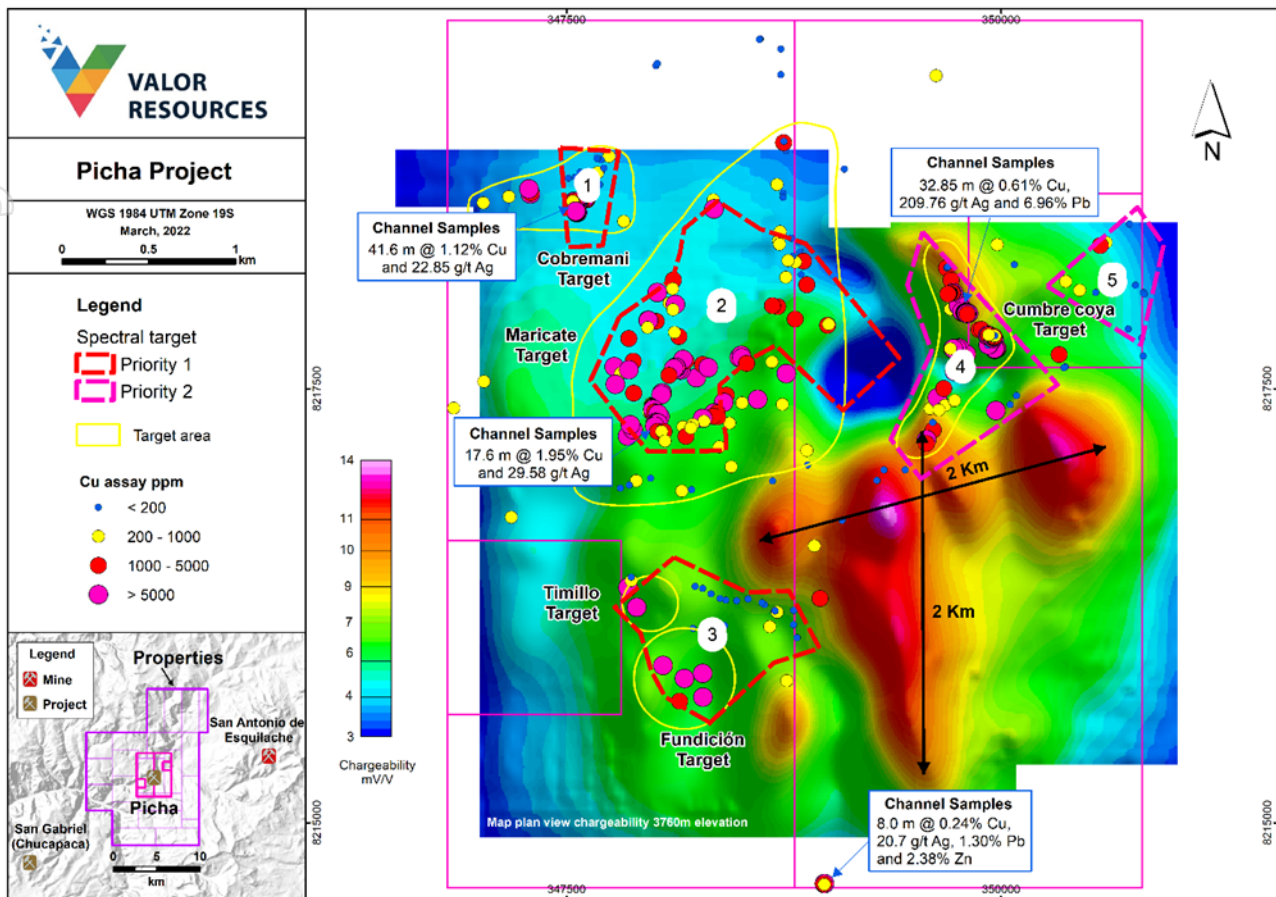 VALOR
RESOURCES
Picha Project
WGS 1984 UTM Zone 19S
March, 2022
0 0.5 1
km
Legend
Spectral target
Priority 1
Priority 2
Target area
Cu assay ppm
< 200
200 - 1000
1000 - 5000
> 5000
Legend
Mine
Project
Properties
San Antonio de
Esquilache
Picha
San Gabriel
(Chucapaca)
0 5 10
km
347500
350000
N
Channel Samples
32.85 m @ 0.61% Cu,
209.76 g/t Ag and 6.96% Pb
1
Channel Samples
41.6 m @ 1.12% Cu
and 22.85 g/t Ag
Cobremani
Target
5
2
Cumbre coya
Target
Maricate
Target
4
8217500
8217500
Channel Samples
17.6 m @ 1.95% Cu
and 29.58 g/t Ag
14
11
10
9
7
6
5
4
3
Chargeability
mV/V
2 Km
2 Km
Timillo
Target
3
Fundición
Target
Channel Samples
8.0 m @ 0.24% Cu,
20.7 g/t Ag, 1.30% Pb
and 2.38% Zn
Map plan view chargeability 3760m elevation
8215000
8215000
347500
350000